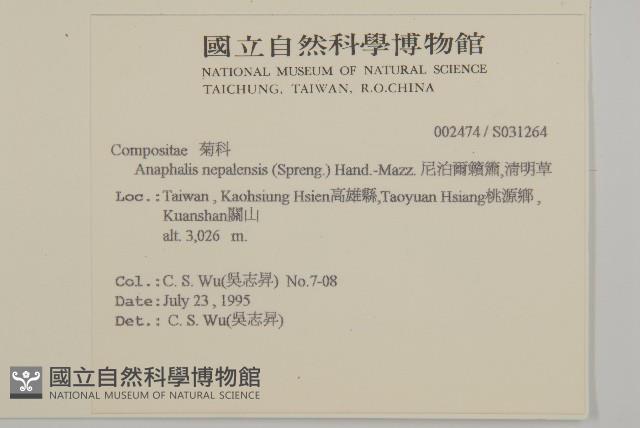 國立自然科學博物館
NATIONAL MUSEUM OF NATURAL SCIENCE
TAICHUNG, TAIWAN, R.O.CHINA
002474 / S031264
Compositae 菊科
Anaphalis nepalensis (Spreng.) Hand.-Mazz. 尼泊爾籟簫,清明草
Loc.:Taiwan , Kaohsiung Hsien高雄縣,Taoyuan Hsiang桃源鄉 ,
Kuanshan關山
alt. 3,026 m.
Col.:C. S. Wu(吳志昇) No.7-08
Date:July 23 , 1995
Det.: C. S. Wu(吳志昇)
國立自然科學博物館
NATIONAL MUSEUM OF NATURAL SCIENCE